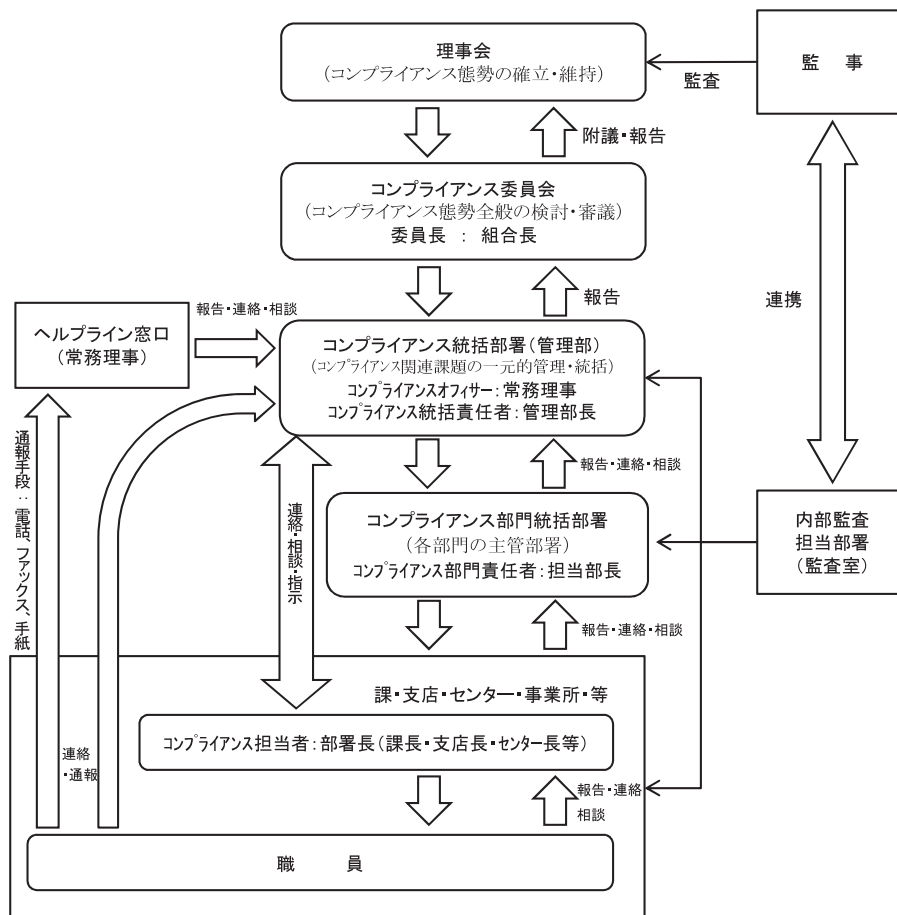 理事会
(コンプライアンス態勢の確立・維持)
監　事
監査
附議・報告
コンプライアンス委員会
(コンプライアンス態勢全般の検討・審議)
委員長　：　組合長
報告
連携
報告・連絡・相談
ヘルプライン窓口
(常務理事)
コンプライアンス統括部署(管理部)
(コンプライアンス関連課題の一元的管理・統括)
コンプライアンスオフィサー：常務理事
コンプライアンス統括責任者：管理部長
通報手段：電話、ファックス、手紙
連絡・相談・指示
報告・連絡・相談
コンプライアンス部門統括部署
(各部門の主管部署)
コンプライアンス部門責任者：担当部長
内部監査
担当部署
(監査室)
報告・連絡・相談
課・支店・センター・事業所・等
コンプライアンス担当者：部署長(課長・支店長・センター長等)
連絡
・通報
報告・連絡
相談
職　員